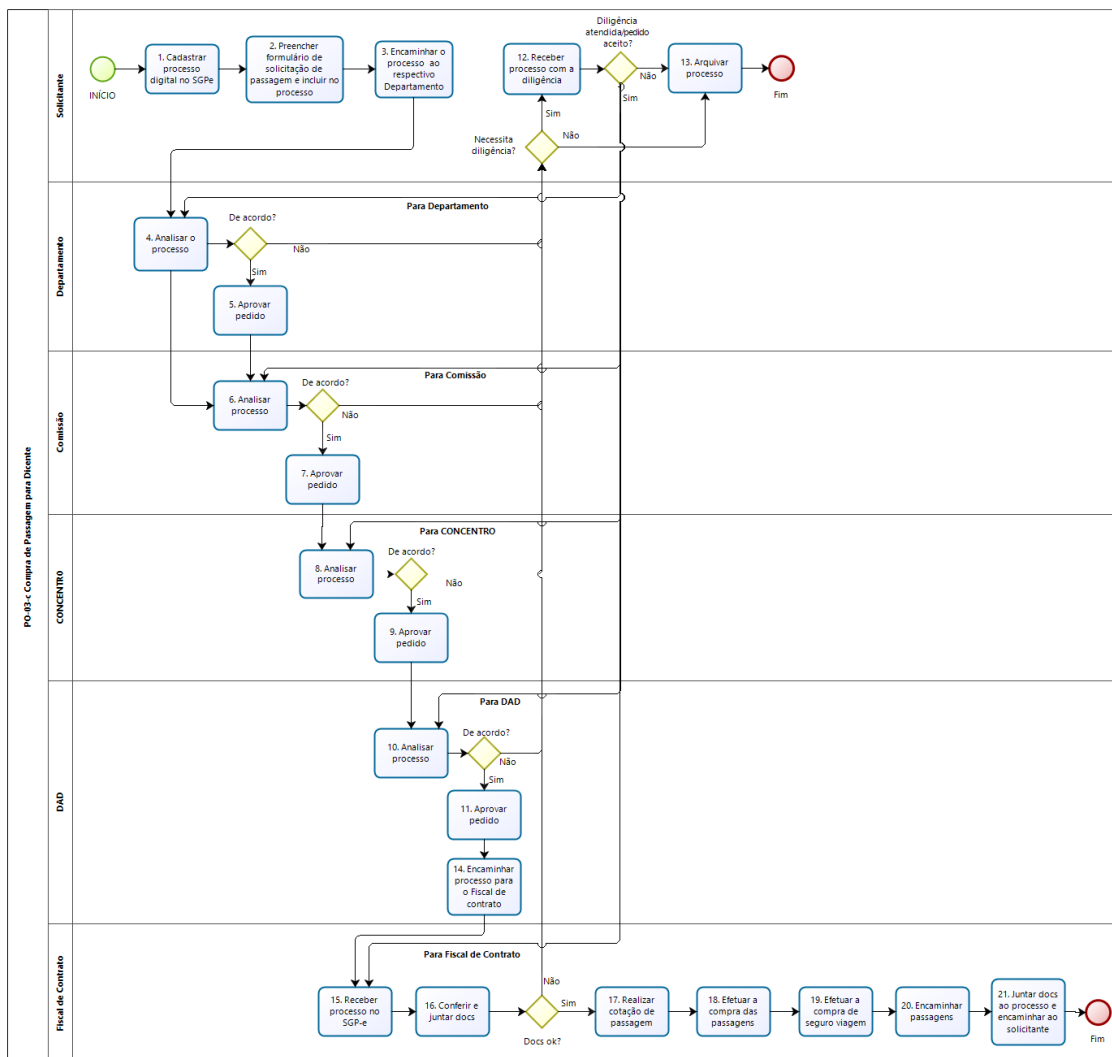 PO-03-c Compra de Passagem para Dicente
Solicitante
INÍCIO
1. Cadastrar
processo
digital no SGPe
2. Preencher
formulário de
solicitação de
passagem e incluir no
processo
3. Encaminhar o
processo ao
respectivo
Departamento
12. Receber
processo com a
diligência
Diligência
atendida/pedido
aceito?
Não
Sim
13. Arquivar
processo
Fim
Necessita
diligência?
Sim
Não
Departamento
Para Departamento
4. Analisar o
processo
De acordo?
Não
Sim
5. Aprovar
pedido
Comissão
Para Comissão
6. Analisar
processo
De acordo?
Não
Sim
7. Aprovar
pedido
CONCENTRO
Para CONCENTRO
8. Analisar
processo
De acordo?
Não
Sim
9. Aprovar
pedido
DAD
Para DAD
10. Analisar
processo
De acordo?
Não
Sim
11. Aprovar
pedido
14. Encaminhar
processo para
o Fiscal de
contrato
Fiscal de Contrato
Para Fiscal de Contrato
15. Receber
processo no
SGP-e
16. Conferir e
juntar docs
Não
Sim
Docs ok?
17. Realizar
cotação de
passagem
18. Efetuar a
compra das
passagens
19. Efetuar a
compra de
seguro viagem
20. Encaminhar
passagens
21. Juntar docs
ao processo e
encaminhar ao
solicitante
Fim